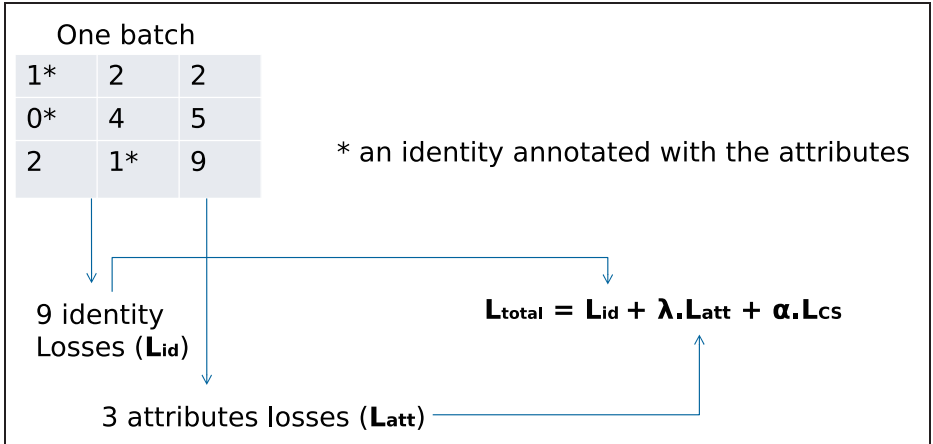 One batch
1* 2 2
0* 4 5
2 1* 9
* an identity annotated with the attributes
9 identity
Losses (Lid)
Ltotal = Lid + λ.Latt + α.LCS
3 attributes losses (Latt)